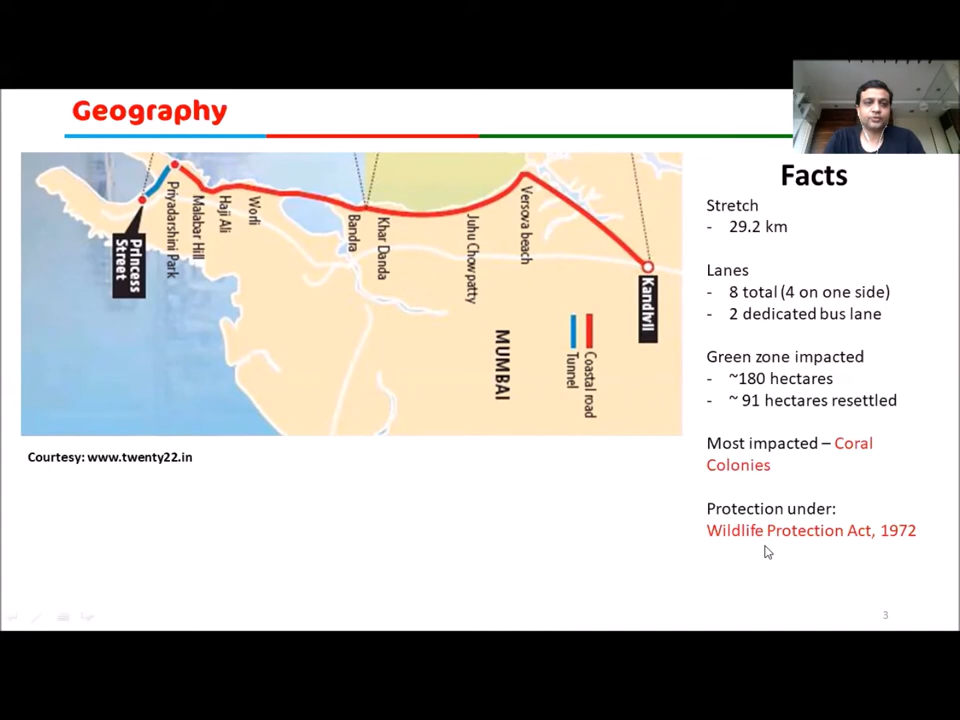 Geography
Princess
Street
Priyadarshini Park
Malabar Hill
Haji Ali
Worli
Bandra
Khar Danda
Juhu Chowpatty
Versova beach
Kandivli
MUMBAI
Coastal road
Tunnel
Courtesy: www.twenty22.in
Facts
Stretch
- 29.2 km
Lanes
- 8 total (4 on one side)
- 2 dedicated bus lane
Green zone impacted
- ~180 hectares
- ~ 91 hectares resettled
Most impacted – Coral
Colonies
Protection under:
Wildlife Protection Act, 1972
3